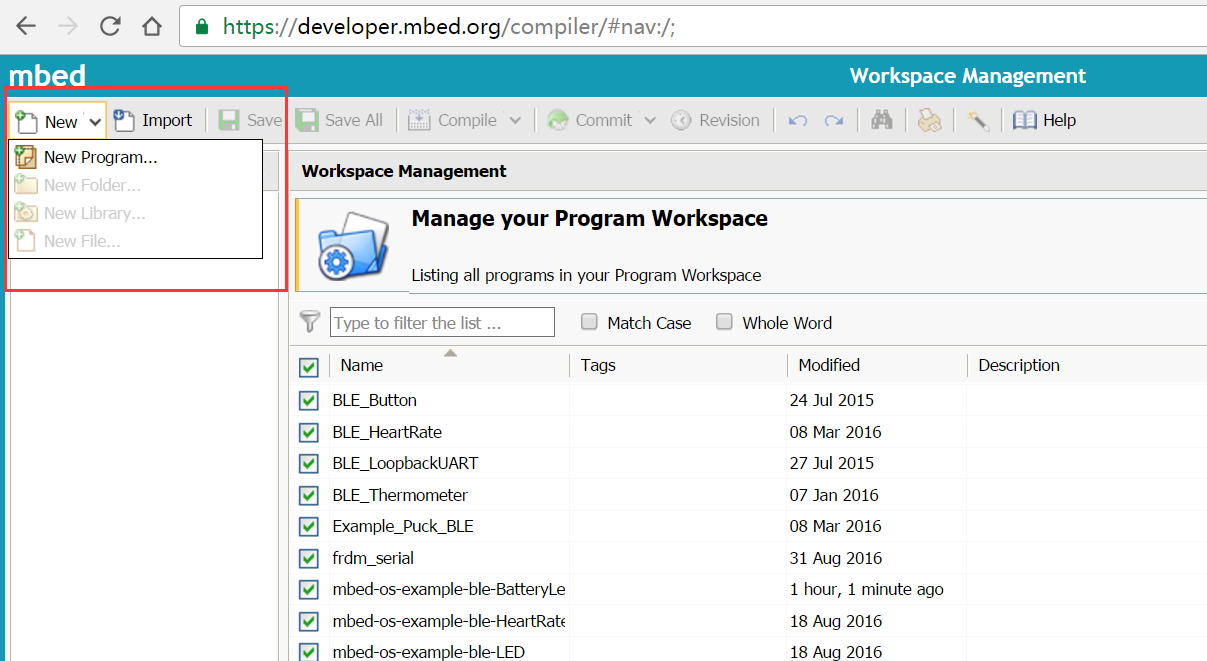 https://developer.mbed.org/compiler/#nav:/;
mbed
Workspace Management
New Import Save Save All Compile Commit Revision Help
New Program...
New Folder...
New Library...
New File...
Workspace Management
Manage your Program Workspace
Listing all programs in your Program Workspace
Type to filter the list ... Match Case Whole Word
Name Tags Modified Description
BLE_Button 24 Jul 2015
BLE_HeartRate 08 Mar 2016
BLE_LoopbackUART 27 Jul 2015
BLE_Thermometer 07 Jan 2016
Example_Puck_BLE 08 Mar 2016
frdm_serial 31 Aug 2016
mbed-os-example-ble-BatteryLe 1 hour, 1 minute ago
mbed-os-example-ble-HeartRate 18 Aug 2016
mbed-os-example-ble-LED 18 Aug 2016